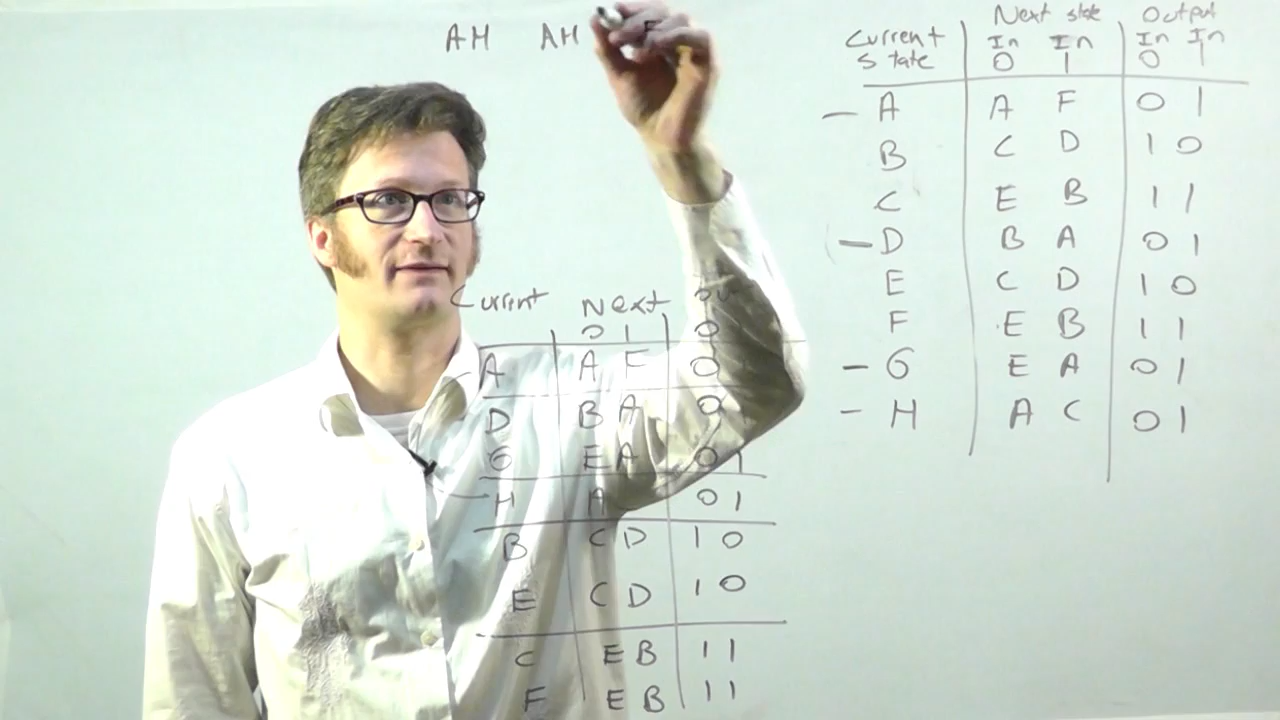 AH AH
Next state Output
Current In In In In
state 0 1 0 1
A A F 0 1
B C D 1 0
C E B 1 1
D B A 0 1
E C D 1 0
F E B 1 1
G E A 0 1
H A C 0 1
Current Next
0 1 0
A A F 0
D B A 0
G E A 0 1
H A 0 1
B C D 1 0
E C D 1 0
C E B 1 1
F E B 1 1